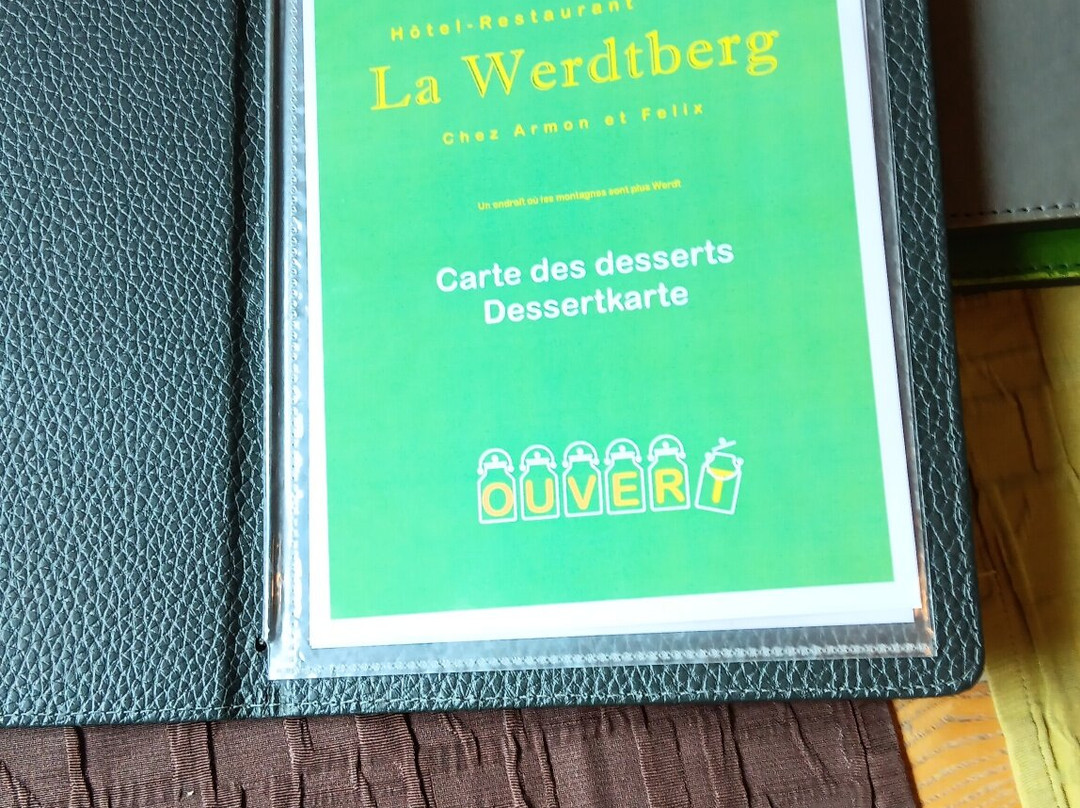 Hôtel-Restaurant
La Werdtberg
Chez Armon et Felix
Un endroit où les montagnes sont plus Werdt
Carte des desserts
Dessertkarte
OUVERT